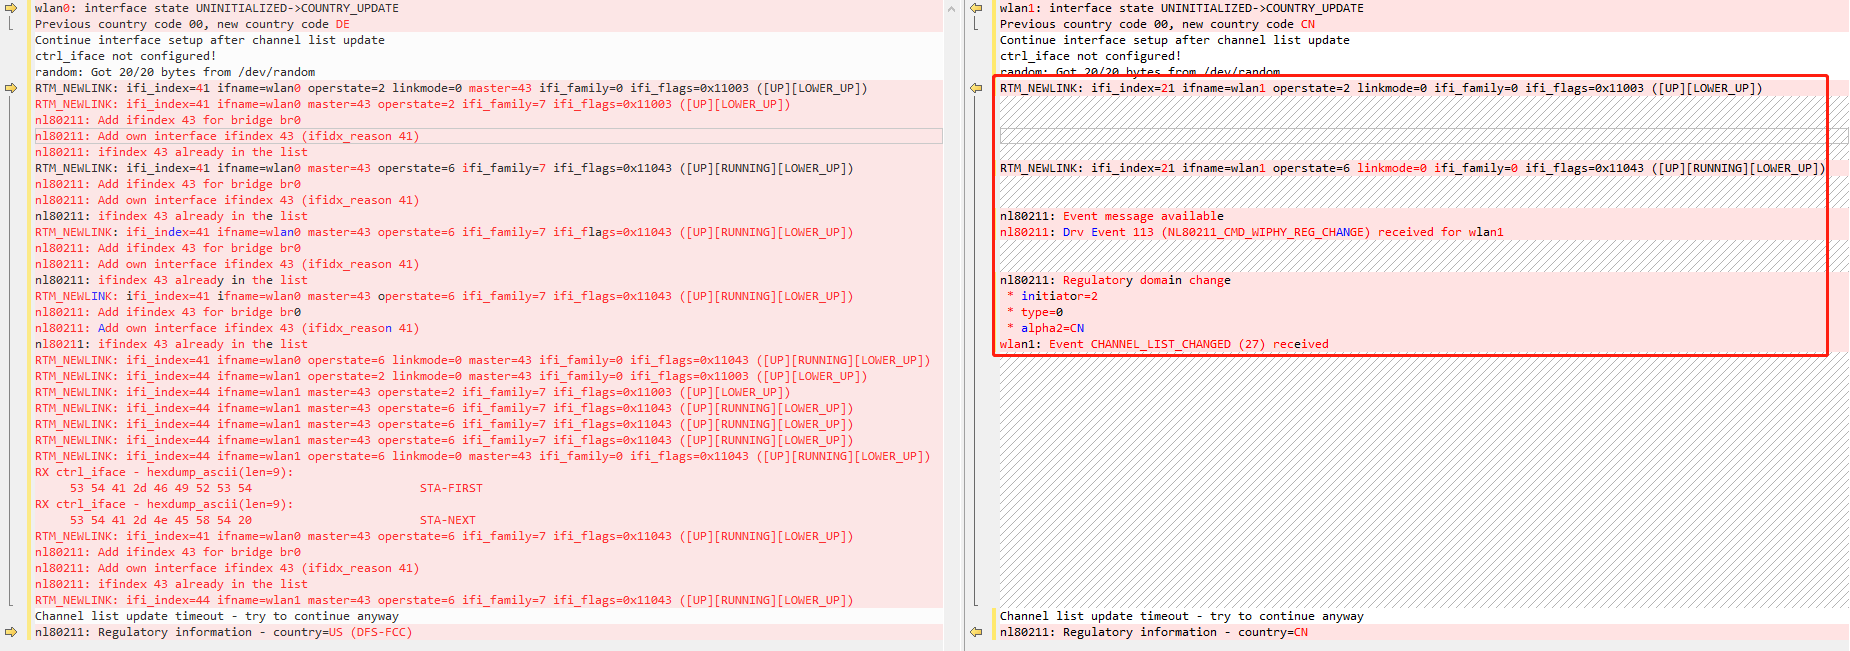 wlan0: interface state UNINITIALIZED->COUNTRY_UPDATE
Previous country code 00, new country code DE
Continue interface setup after channel list update
ctrl_iface not configured!
random: Got 20/20 bytes from /dev/random
RTM_NEWLINK: ifi_index=41 ifname=wlan0 operstate=2 linkmode=0 master=43 ifi_family=0 ifi_flags=0x11003 ([UP][LOWER_UP])
RTM_NEWLINK: ifi_index=41 ifname=wlan0 master=43 operstate=2 ifi_family=7 ifi_flags=0x11003 ([UP][LOWER_UP])
nl80211: Add ifindex 43 for bridge br0
nl80211: Add own interface ifindex 43 (ifidx_reason 41)
nl80211: ifindex 43 already in the list
RTM_NEWLINK: ifi_index=41 ifname=wlan0 master=43 operstate=6 ifi_family=7 ifi_flags=0x11043 ([UP][RUNNING][LOWER_UP])
nl80211: Add ifindex 43 for bridge br0
nl80211: Add own interface ifindex 43 (ifidx_reason 41)
nl80211: ifindex 43 already in the list
RTM_NEWLINK: ifi_index=41 ifname=wlan0 master=43 operstate=6 ifi_family=7 ifi_flags=0x11043 ([UP][RUNNING][LOWER_UP])
nl80211: Add ifindex 43 for bridge br0
nl80211: Add own interface ifindex 43 (ifidx_reason 41)
nl80211: ifindex 43 already in the list
RTM_NEWLINK: ifi_index=41 ifname=wlan0 master=43 operstate=6 ifi_family=7 ifi_flags=0x11043 ([UP][RUNNING][LOWER_UP])
nl80211: Add ifindex 43 for bridge br0
nl80211: Add own interface ifindex 43 (ifidx_reason 41)
nl80211: ifindex 43 already in the list
RTM_NEWLINK: ifi_index=41 ifname=wlan0 operstate=6 linkmode=0 master=43 ifi_family=0 ifi_flags=0x11043 ([UP][RUNNING][LOWER_UP])
RTM_NEWLINK: ifi_index=44 ifname=wlan1 operstate=2 linkmode=0 master=43 ifi_family=0 ifi_flags=0x11003 ([UP][LOWER_UP])
RTM_NEWLINK: ifi_index=44 ifname=wlan1 master=43 operstate=2 ifi_family=7 ifi_flags=0x11003 ([UP][LOWER_UP])
RTM_NEWLINK: ifi_index=44 ifname=wlan1 master=43 operstate=6 ifi_family=7 ifi_flags=0x11043 ([UP][RUNNING][LOWER_UP])
RTM_NEWLINK: ifi_index=44 ifname=wlan1 master=43 operstate=6 ifi_family=7 ifi_flags=0x11043 ([UP][RUNNING][LOWER_UP])
RTM_NEWLINK: ifi_index=44 ifname=wlan1 master=43 operstate=6 ifi_family=7 ifi_flags=0x11043 ([UP][RUNNING][LOWER_UP])
RTM_NEWLINK: ifi_index=44 ifname=wlan1 operstate=6 linkmode=0 master=43 ifi_family=0 ifi_flags=0x11043 ([UP][RUNNING][LOWER_UP])
RX ctrl_iface - hexdump_ascii(len=9):
53 54 41 2d 46 49 52 53 54 STA-FIRST
RX ctrl_iface - hexdump_ascii(len=9):
53 54 41 2d 4e 45 58 54 20 STA-NEXT
RTM_NEWLINK: ifi_index=41 ifname=wlan0 master=43 operstate=6 ifi_family=7 ifi_flags=0x11043 ([UP][RUNNING][LOWER_UP])
nl80211: Add ifindex 43 for bridge br0
nl80211: Add own interface ifindex 43 (ifidx_reason 41)
nl80211: ifindex 43 already in the list
RTM_NEWLINK: ifi_index=44 ifname=wlan1 master=43 operstate=6 ifi_family=7 ifi_flags=0x11043 ([UP][RUNNING][LOWER_UP])
Channel list update timeout - try to continue anyway
nl80211: Regulatory information - country=US (DFS-FCC)
wlan1: interface state UNINITIALIZED->COUNTRY_UPDATE
Previous country code 00, new country code CN
Continue interface setup after channel list update
ctrl_iface not configured!
random: Got 20/20 bytes from /dev/random
RTM_NEWLINK: ifi_index=21 ifname=wlan1 operstate=2 linkmode=0 ifi_family=0 ifi_flags=0x11003 ([UP][LOWER_UP])
RTM_NEWLINK: ifi_index=21 ifname=wlan1 operstate=6 linkmode=0 ifi_family=0 ifi_flags=0x11043 ([UP][RUNNING][LOWER_UP])
nl80211: Event message available
nl80211: Drv Event 113 (NL80211_CMD_WIPHY_REG_CHANGE) received for wlan1
nl80211: Regulatory domain change
* initiator=2
* type=0
* alpha2=CN
wlan1: Event CHANNEL_LIST_CHANGED (27) received
Channel list update timeout - try to continue anyway
nl80211: Regulatory information - country=CN